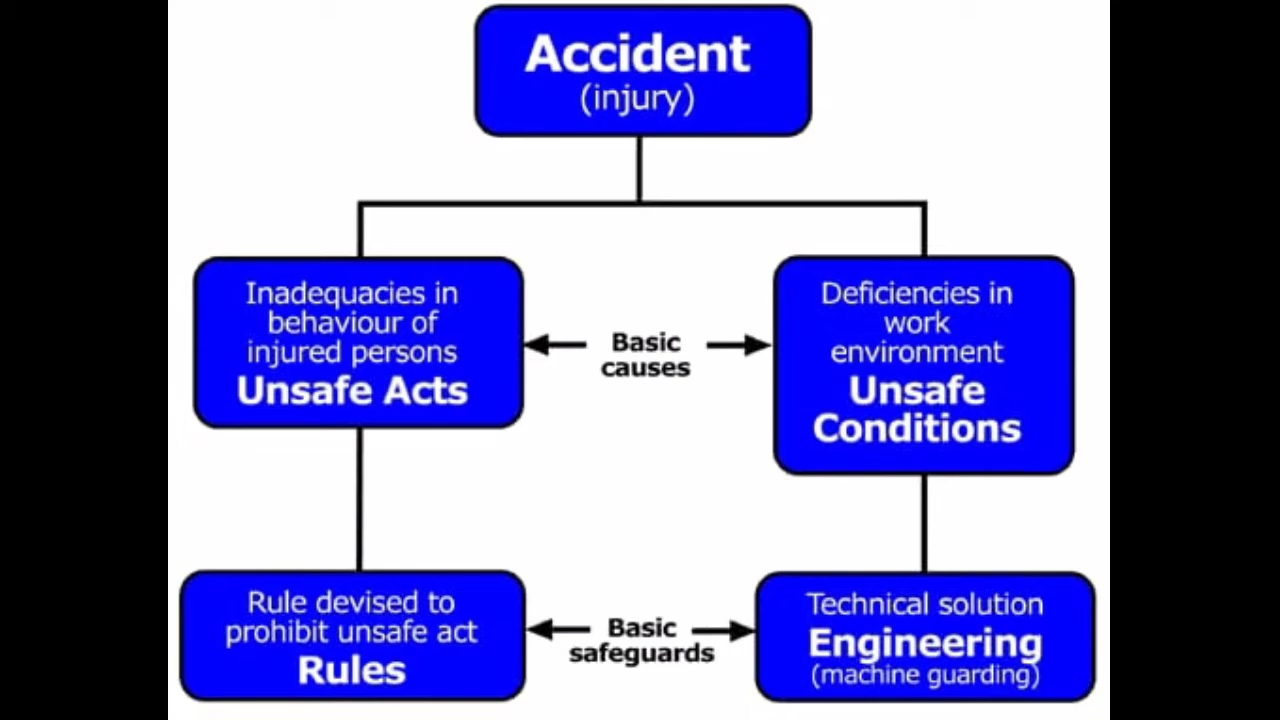 Accident
(injury)
Inadequacies in
behaviour of
injured persons
Unsafe Acts
Basic
causes
Deficiencies in
work
environment
Unsafe
Conditions
Rule devised to
prohibit unsafe act
Rules
Basic
safeguards
Technical solution
Engineering
(machine guarding)